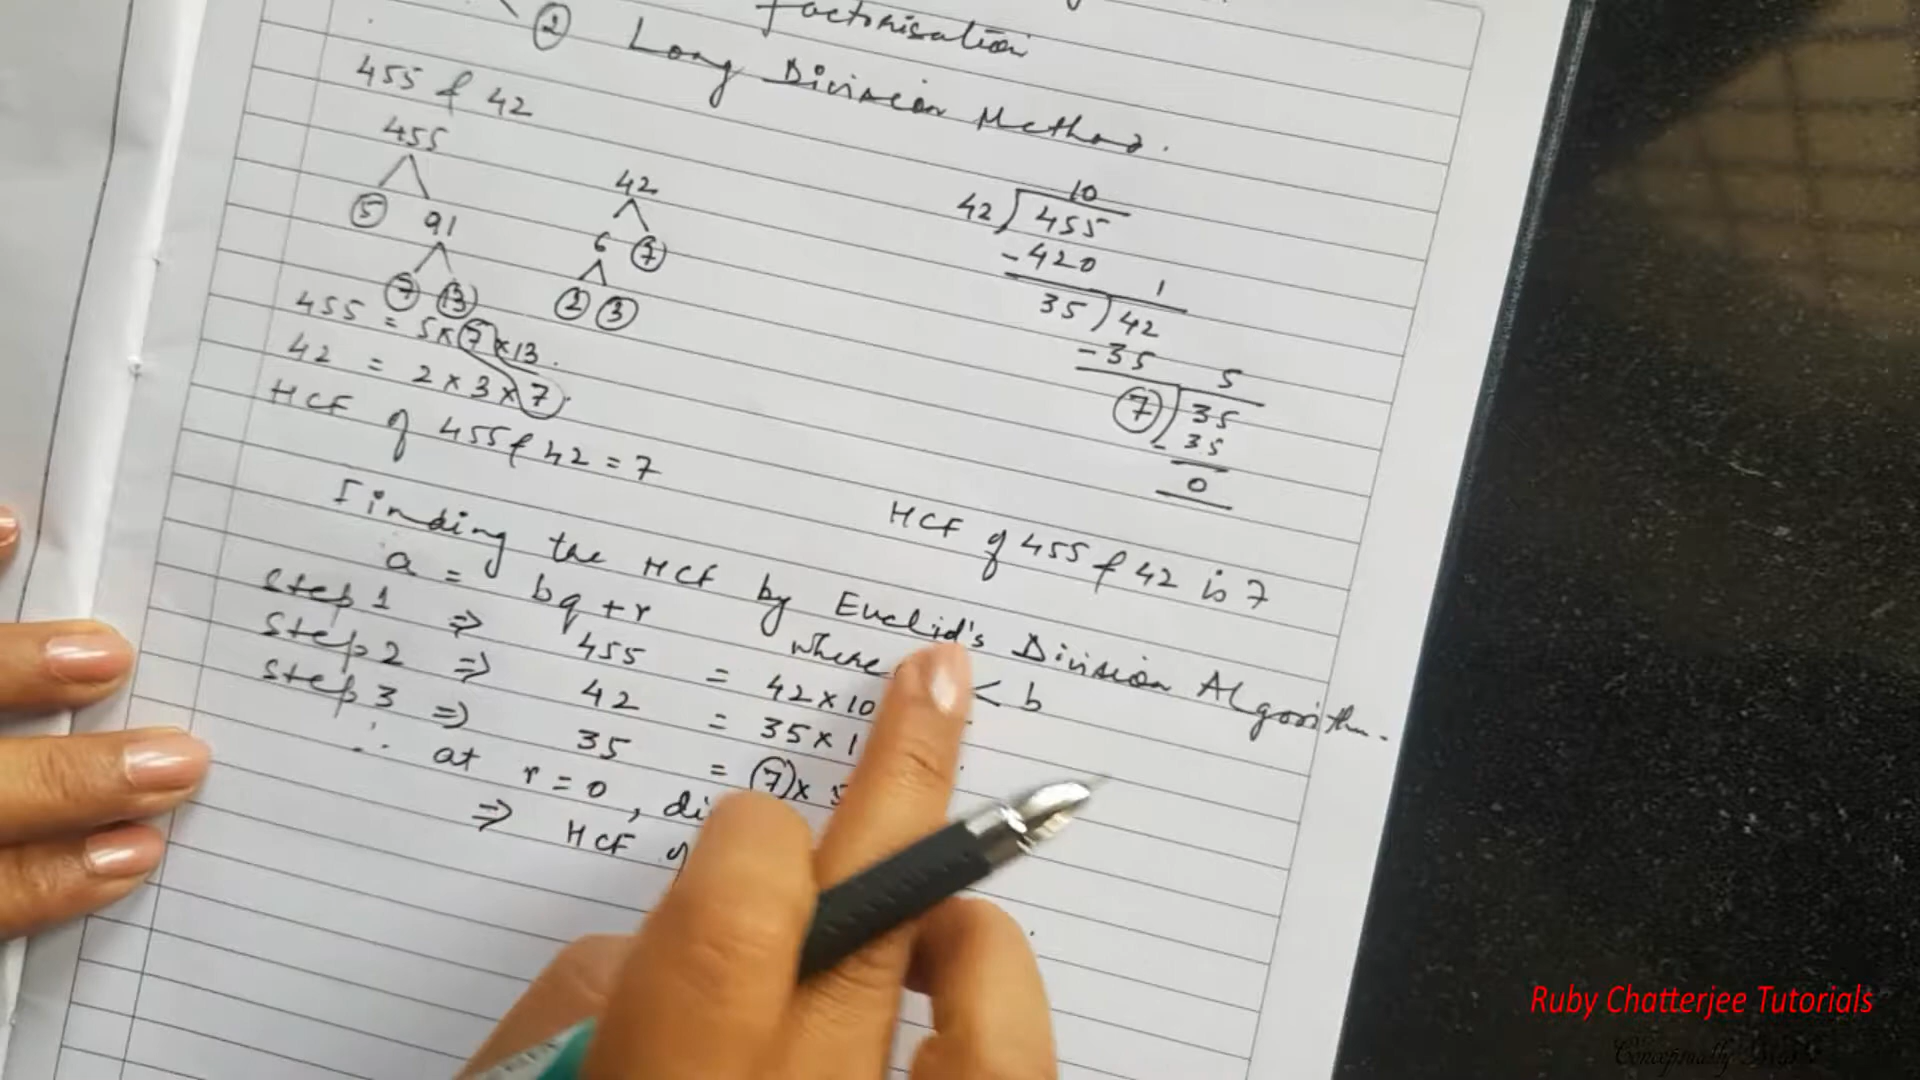 Factorisation
② Long Division Method.
455 & 42
455
5 91
7 13
42
6 7
2 3
455 = 5×7×13.
42 = 2×3×7.
HCF of 455 & 42 = 7
10
42 ) 455
-420
1
35 ) 42
-35
5
7 ) 35
- 35
0
HCF of 455 & 42 is 7
Finding the HCF by Euclid's Division Algorithm.
a = bq + r where < b
Step 1 ⇒ 455 = 42 × 10
Step 2 ⇒ 42 = 35 × 1
Step 3 ⇒ 35 = 7 × 5
∴ at r = 0 ,
⇒ HCF of
Ruby Chatterjee Tutorials